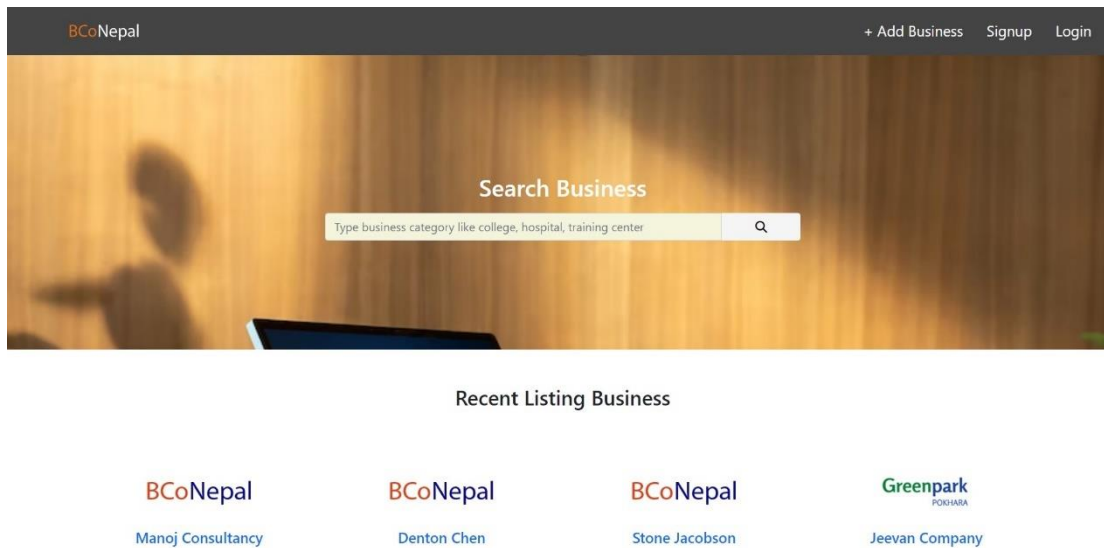 BCoNepal + Add Business Signup Login
Search Business
Type business category like college, hospital, training center
Recent Listing Business
BCoNepal BCoNepal BCoNepal Greenpark
POKHARA
Manoj Consultancy Denton Chen Stone Jacobson Jeevan Company